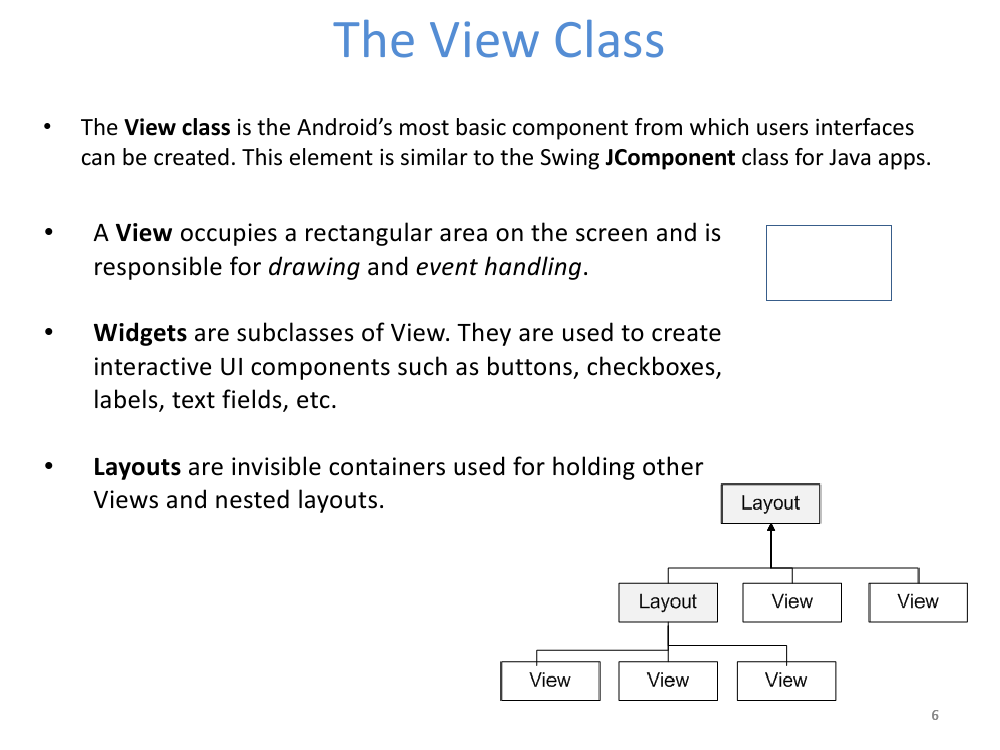 The View Class
• The View class is the Android’s most basic component from which users interfaces
can be created. This element is similar to the Swing JComponent class for Java apps.
• A View occupies a rectangular area on the screen and is
responsible for drawing and event handling.
• Widgets are subclasses of View. They are used to create
interactive UI components such as buttons, checkboxes,
labels, text fields, etc.
• Layouts are invisible containers used for holding other
Views and nested layouts.
Layout
Layout View View
View View View
6